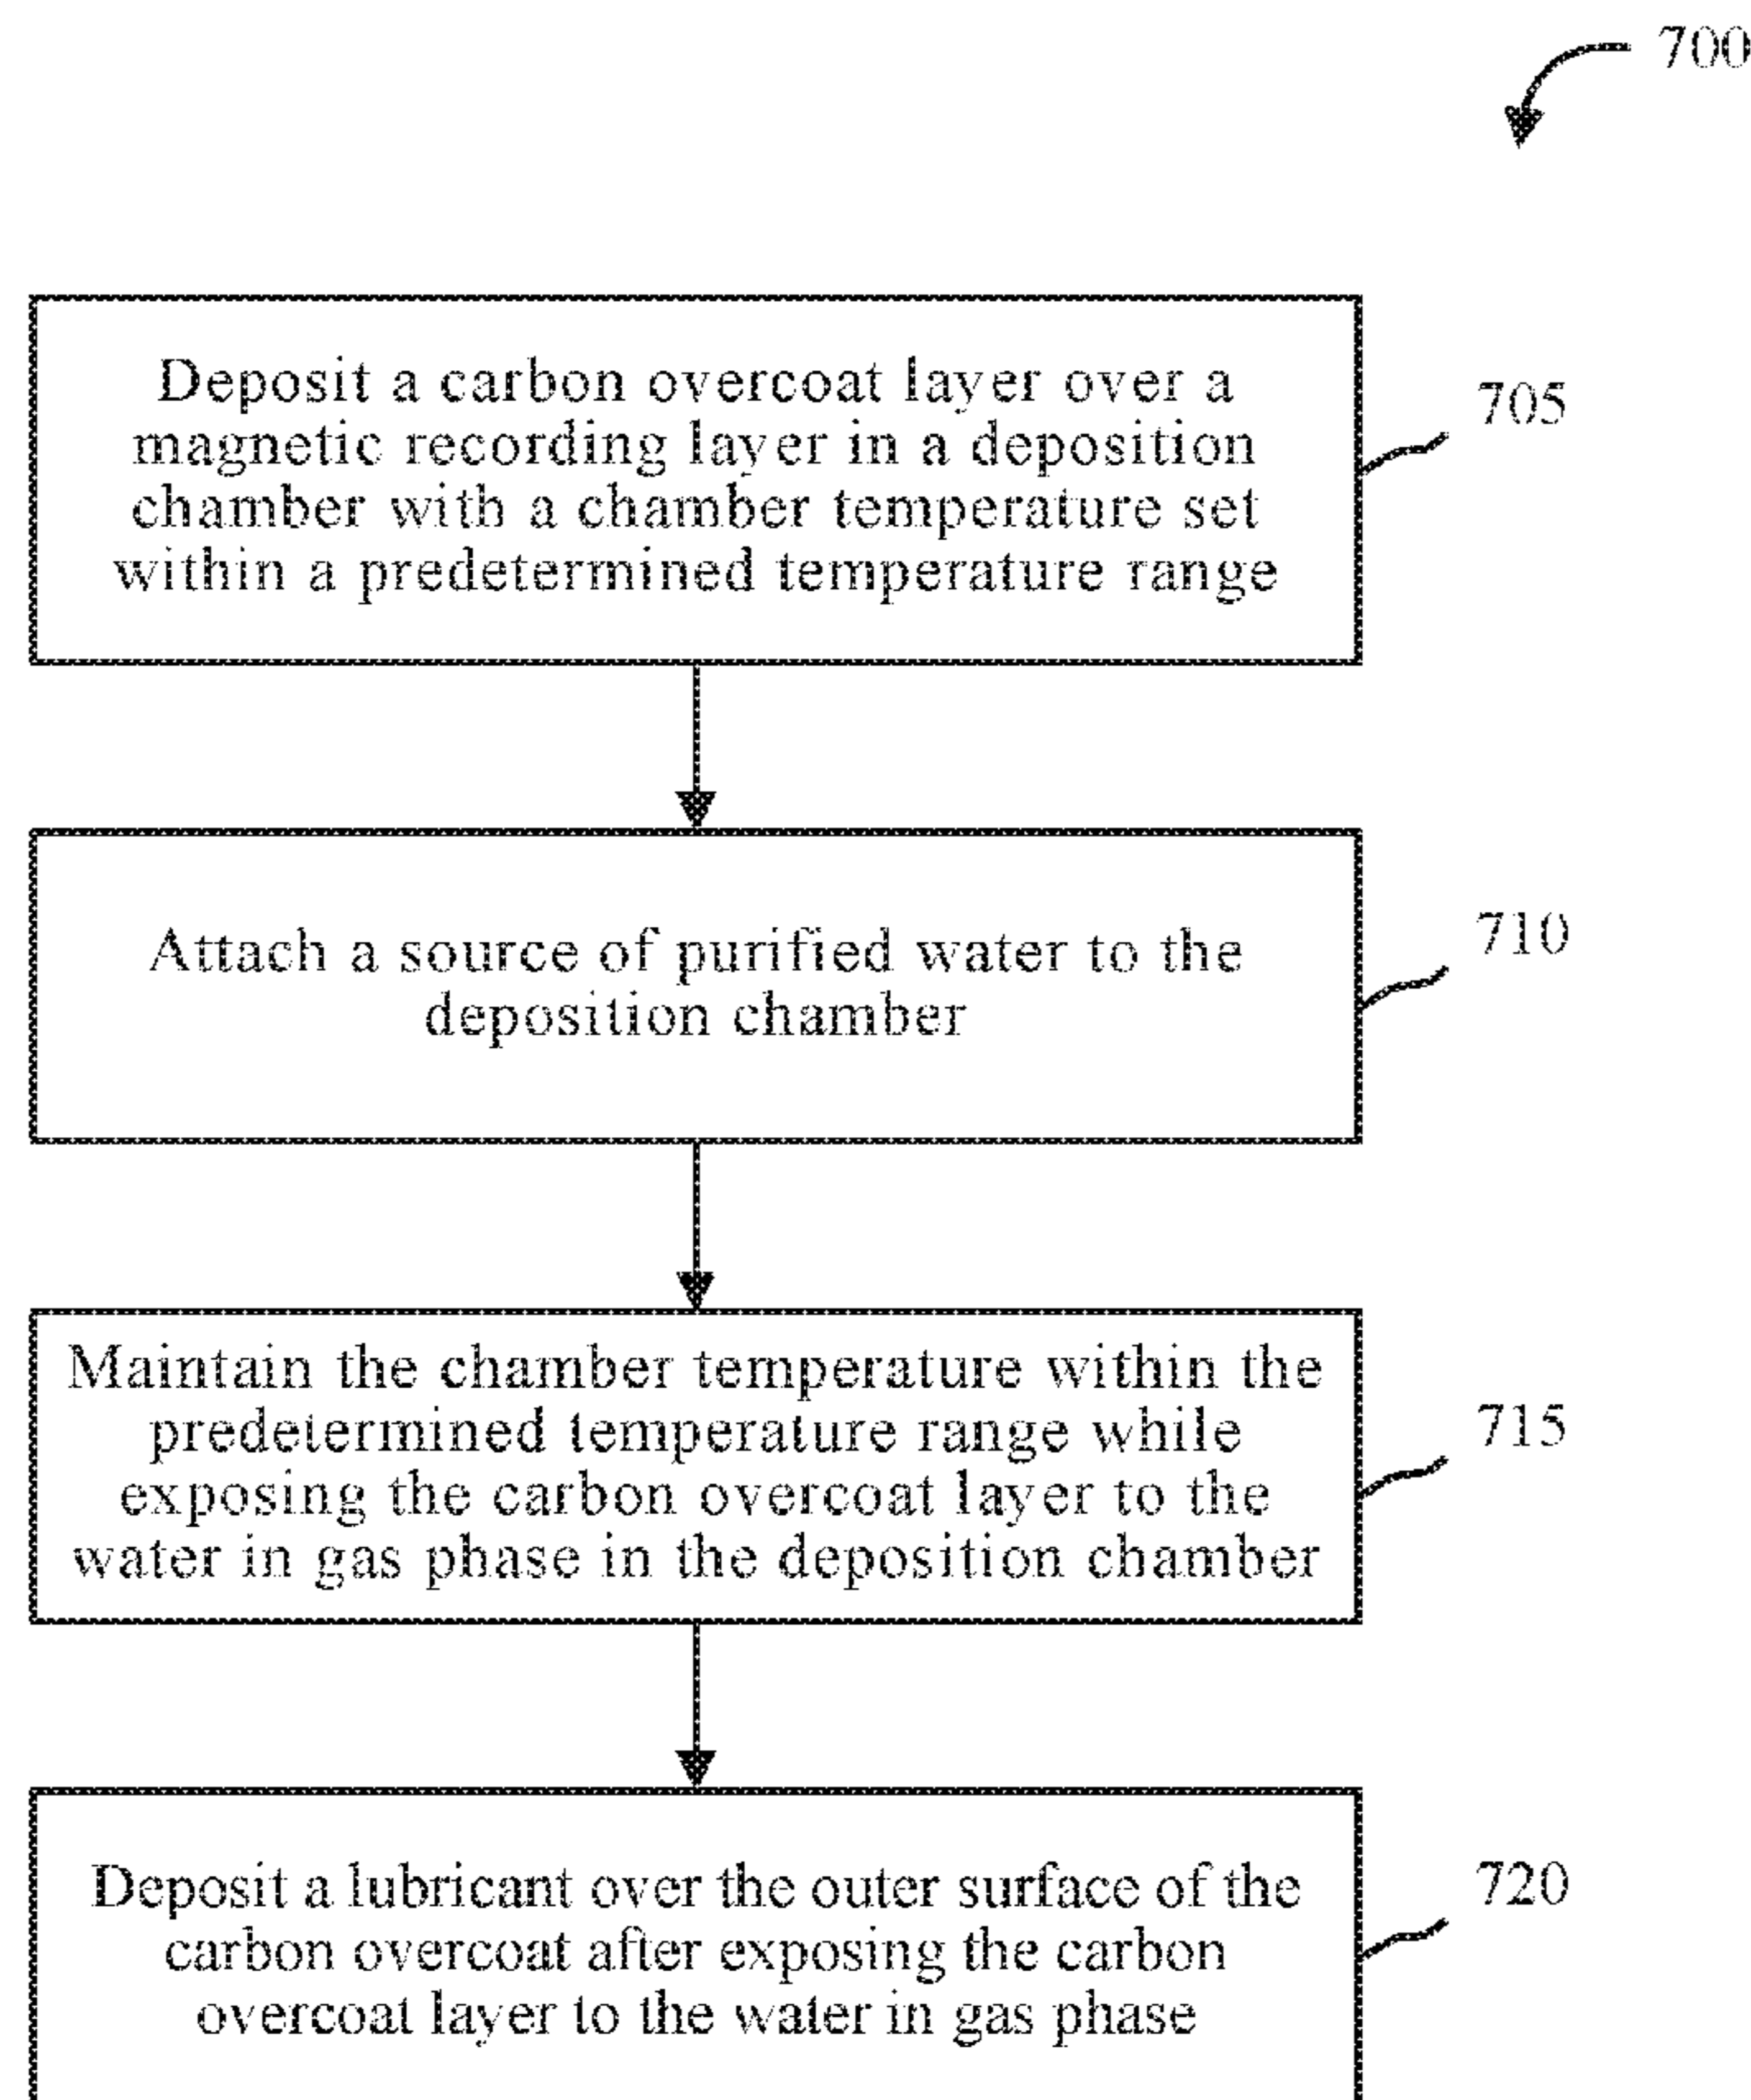 700
Deposit a carbon overcoat layer over a
magnetic recording layer in a deposition
chamber with a chamber temperature set
within a predetermined temperature range
705
Attach a source of purified water to the
deposition chamber
710
Maintain the chamber temperature within the
predetermined temperature range while
exposing the carbon overcoat layer to the
water in gas phase in the deposition chamber
715
Deposit a lubricant over the outer surface of the
carbon overcoat after exposing the carbon
overcoat layer to the water in gas phase
720